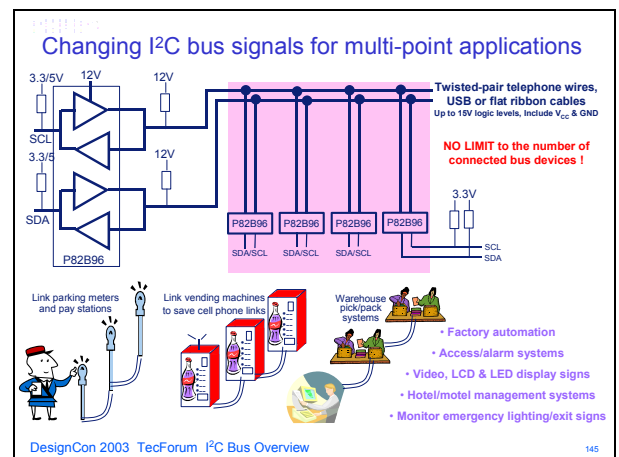 Changing I²C bus signals for multi-point applications
3.3/5V
12V
12V
SCL
3.3/5
12V
SDA
P82B96
Twisted-pair telephone wires,
USB or flat ribbon cables
Up to 15V logic levels, Include VCC & GND
NO LIMIT to the number of
connected bus devices !
3.3V
P82B96
P82B96
P82B96
P82B96
SDA/SCL
SDA/SCL
SDA/SCL
SCL
SDA
Link parking meters
and pay stations
Link vending machines
to save cell phone links
Warehouse
pick/pack
systems
• Factory automation
• Access/alarm systems
• Video, LCD & LED display signs
• Hotel/motel management systems
• Monitor emergency lighting/exit signs
DesignCon 2003 TecForum I²C Bus Overview
145